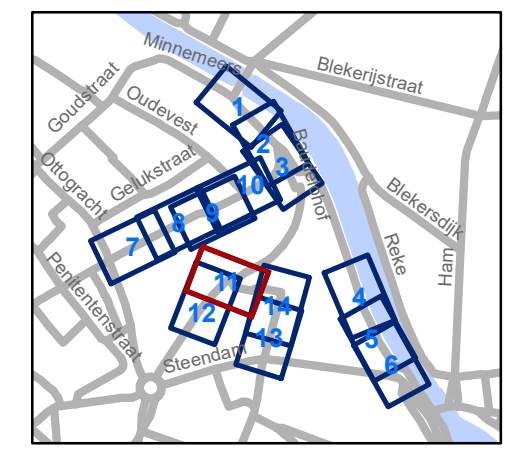 Minnemeers
Blekerijstraat
Goudstraat
Oudevest
1
2
Baudelohof
3
Gelukstraat
Ottogracht
10
Blekersdijk
9
8
7
Reke
Ham
Penitentenstraat
11
4
14
12
13
5
Steendam
6